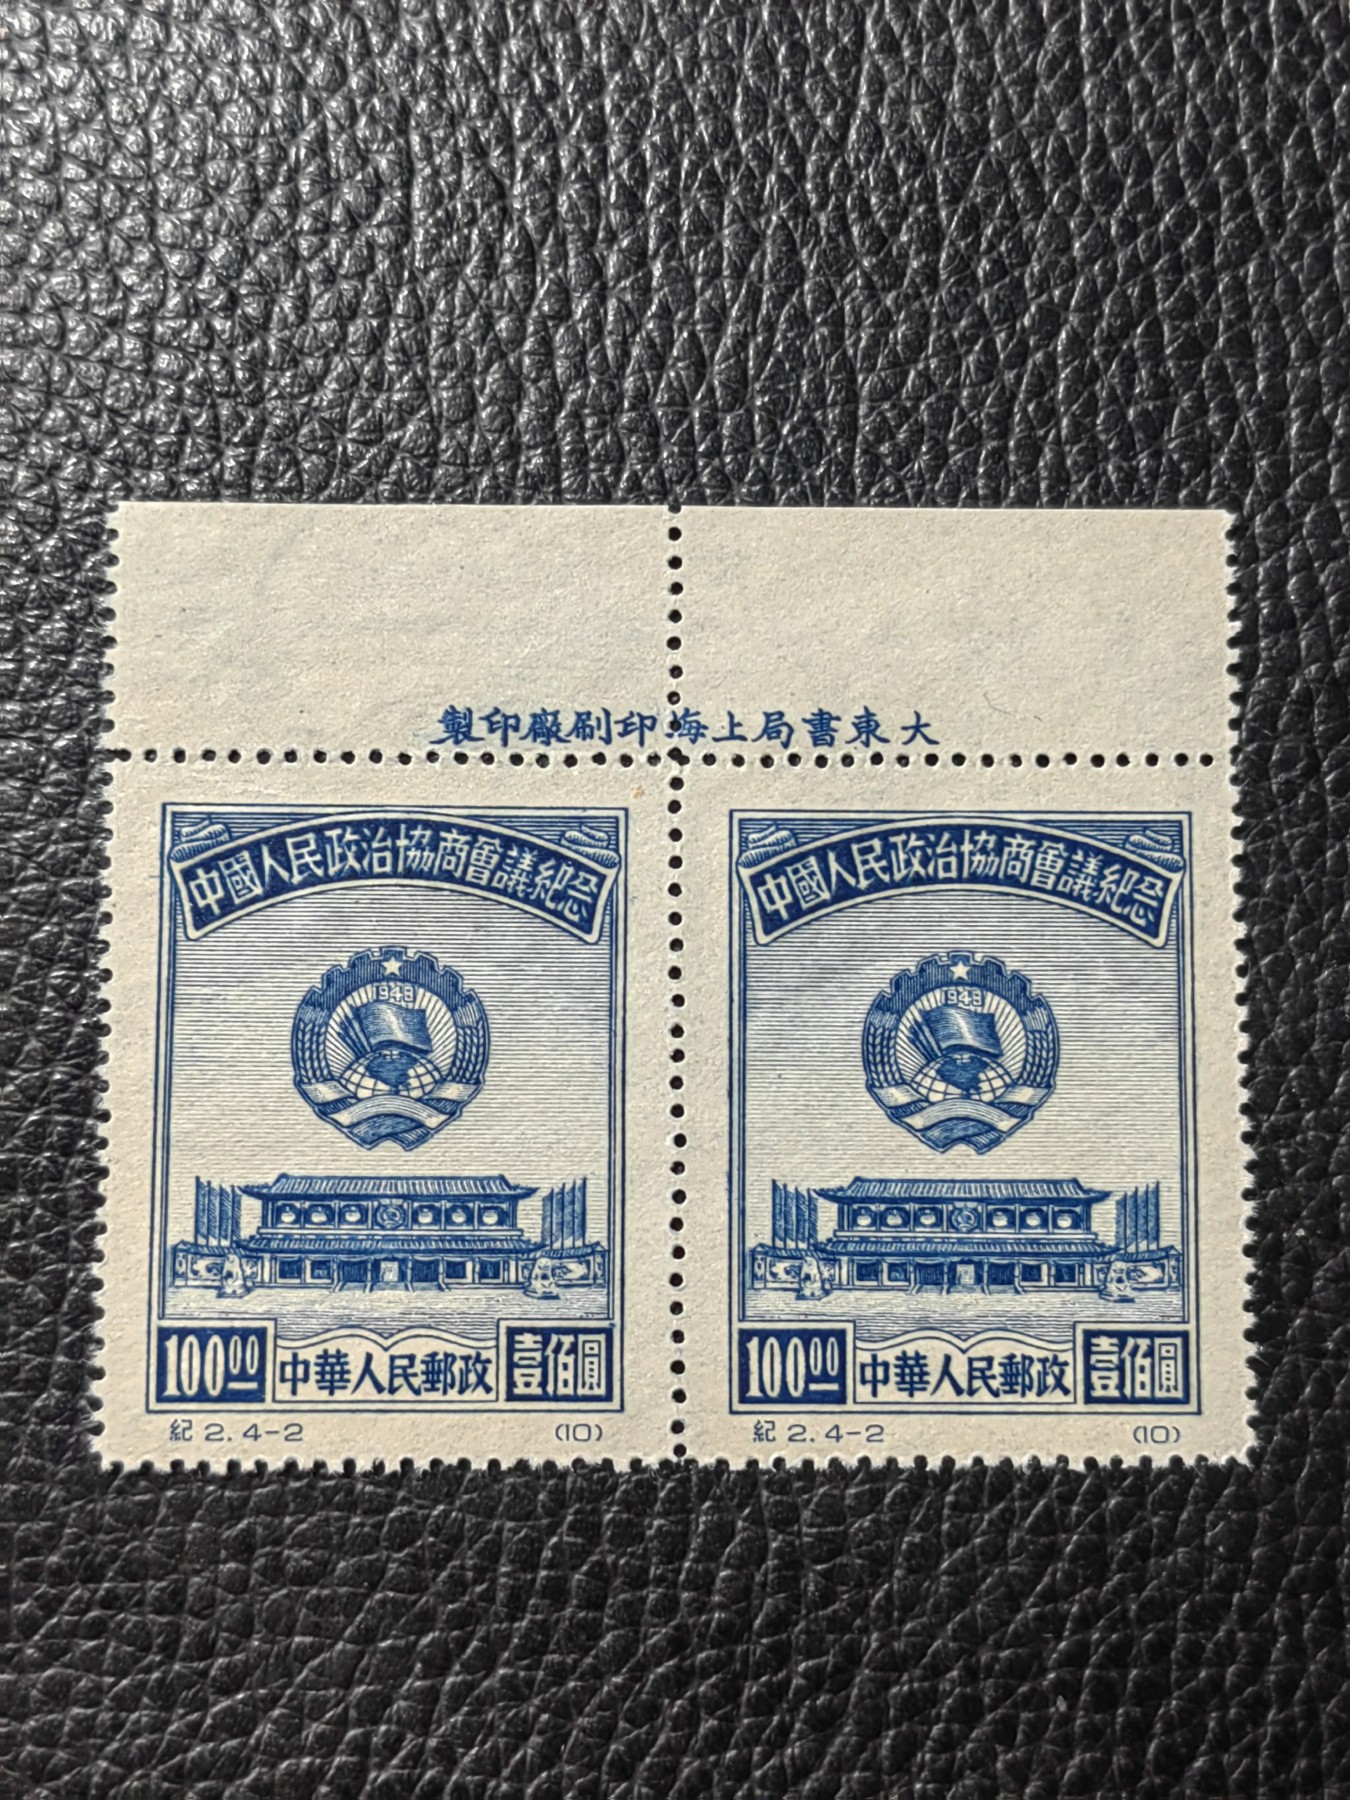 大東書局上海印刷廠印製
中國人民政治協商會議紀念
1949
100.00
中華人民郵政
壹佰圓
紀 2. 4-2
(10)
中國人民政治協商會議紀念
1949
100.00
中華人民郵政
壹佰圓
紀 2. 4-2
(10)